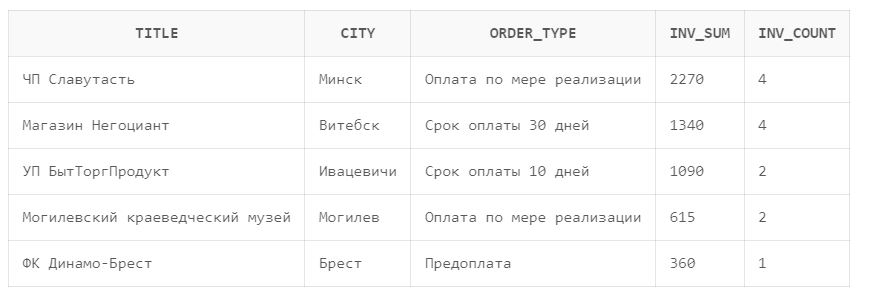 TITLE CITY ORDER_TYPE INV_SUM INV_COUNT
ЧП Славутасть Минск Оплата по мере реализации 2270 4
Магазин Негоциант Витебск Срок оплаты 30 дней 1340 4
УП БытТоргПродукт Ивацевичи Срок оплаты 10 дней 1090 2
Могилевский краеведческий музей Могилев Оплата по мере реализации 615 2
ФК Динамо-Брест Брест Предоплата 360 1